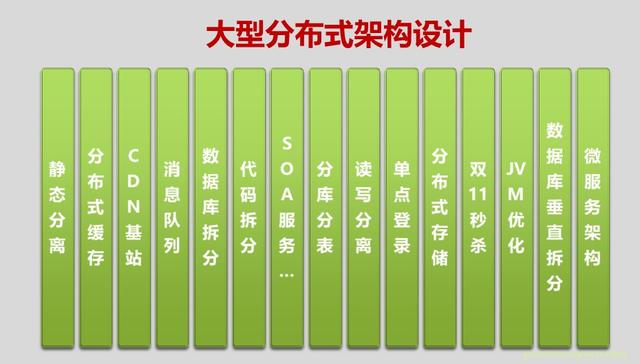 大型分布式架构设计
静态分离
分布式缓存
CDN基站
消息队列
数据库拆分
代码拆分
SOA服务...
分库分表
读写分离
单点登录
分布式存储
双11秒杀
JVM优化
数据库垂直拆分
微服务架构